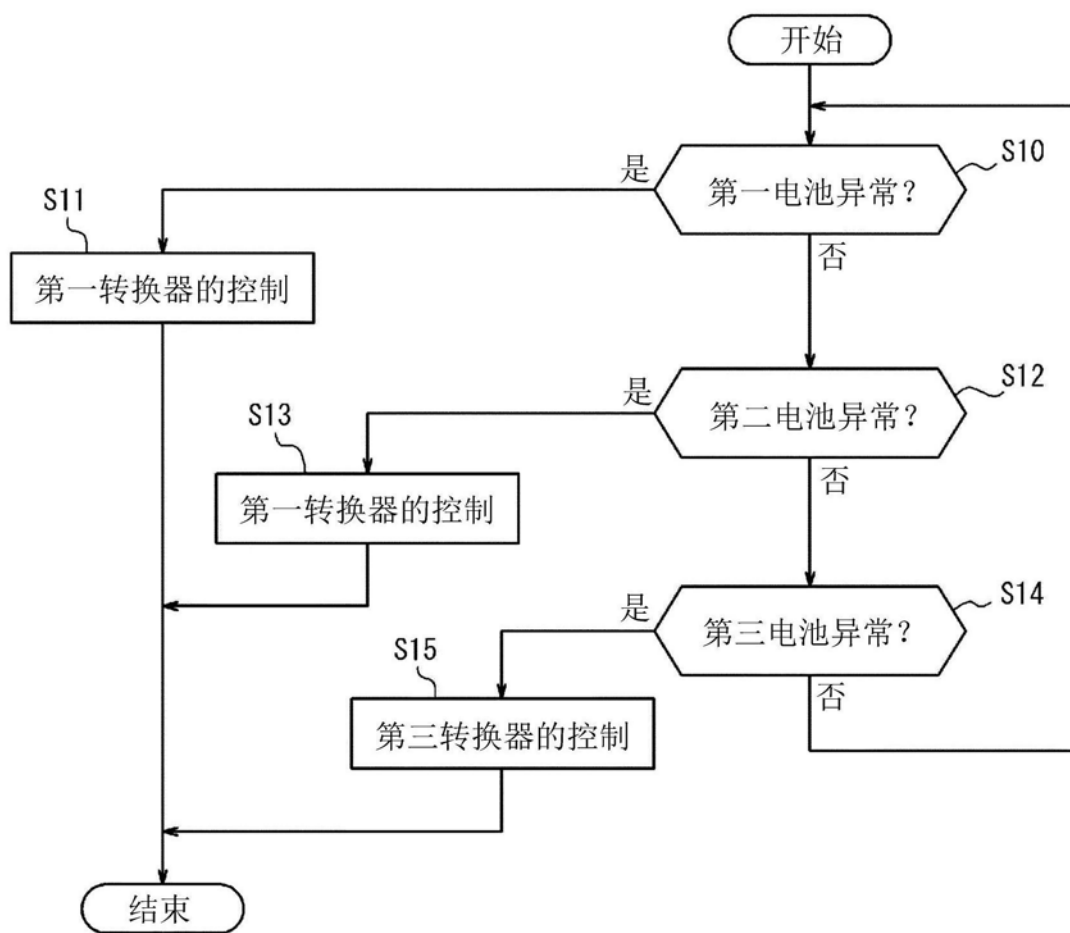 开始
S10
是
第一电池异常？
否
S11
第一转换器的控制
S12
是
第二电池异常？
否
S13
第一转换器的控制
S14
是
第三电池异常？
否
S15
第三转换器的控制
结束